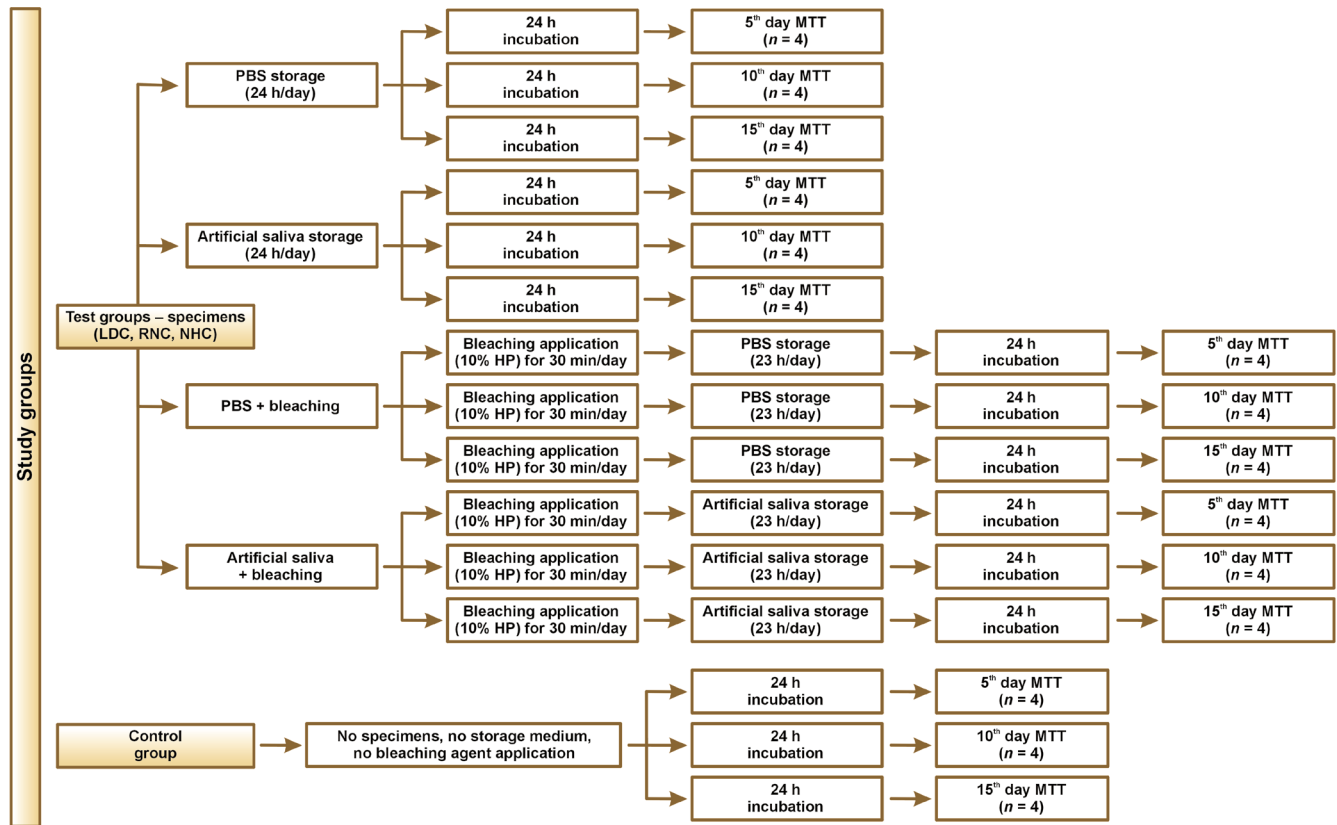 Study groups
Test groups – specimens
(LDC, RNC, NHC)
PBS storage
(24 h/day)
24 h
incubation
5th day MTT
(n = 4)
24 h
incubation
10th day MTT
(n = 4)
24 h
incubation
15th day MTT
(n = 4)
Artificial saliva storage
(24 h/day)
24 h
incubation
5th day MTT
(n = 4)
24 h
incubation
10th day MTT
(n = 4)
24 h
incubation
15th day MTT
(n = 4)
PBS + bleaching
Bleaching application
(10% HP) for 30 min/day
PBS storage
(23 h/day)
24 h
incubation
5th day MTT
(n = 4)
Bleaching application
(10% HP) for 30 min/day
PBS storage
(23 h/day)
24 h
incubation
10th day MTT
(n = 4)
Bleaching application
(10% HP) for 30 min/day
PBS storage
(23 h/day)
24 h
incubation
15th day MTT
(n = 4)
Artificial saliva
+ bleaching
Bleaching application
(10% HP) for 30 min/day
Artificial saliva storage
(23 h/day)
24 h
incubation
5th day MTT
(n = 4)
Bleaching application
(10% HP) for 30 min/day
Artificial saliva storage
(23 h/day)
24 h
incubation
10th day MTT
(n = 4)
Bleaching application
(10% HP) for 30 min/day
Artificial saliva storage
(23 h/day)
24 h
incubation
15th day MTT
(n = 4)
Control
group
No specimens, no storage medium,
no bleaching agent application
24 h
incubation
5th day MTT
(n = 4)
24 h
incubation
10th day MTT
(n = 4)
24 h
incubation
15th day MTT
(n = 4)